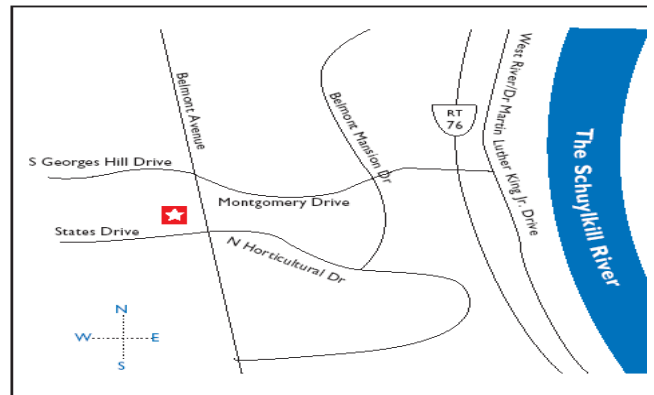 Belmont Avenue
Belmont Mansion Dr
West River/Dr Martin Luther King Jr. Drive
RT
76
The Schuylkill River
S Georges Hill Drive
Montgomery Drive
States Drive
N Horticultural Dr
N
W
E
S